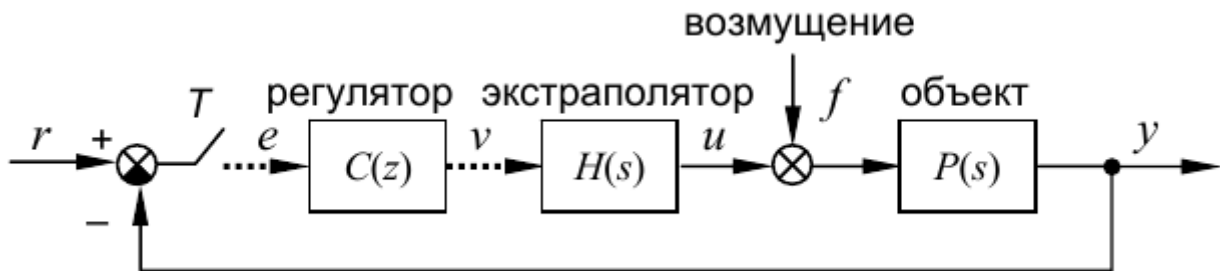 возмущение
регулятор экстраполятор f объект
r + T e v u y
C(z) H(s) P(s)
−